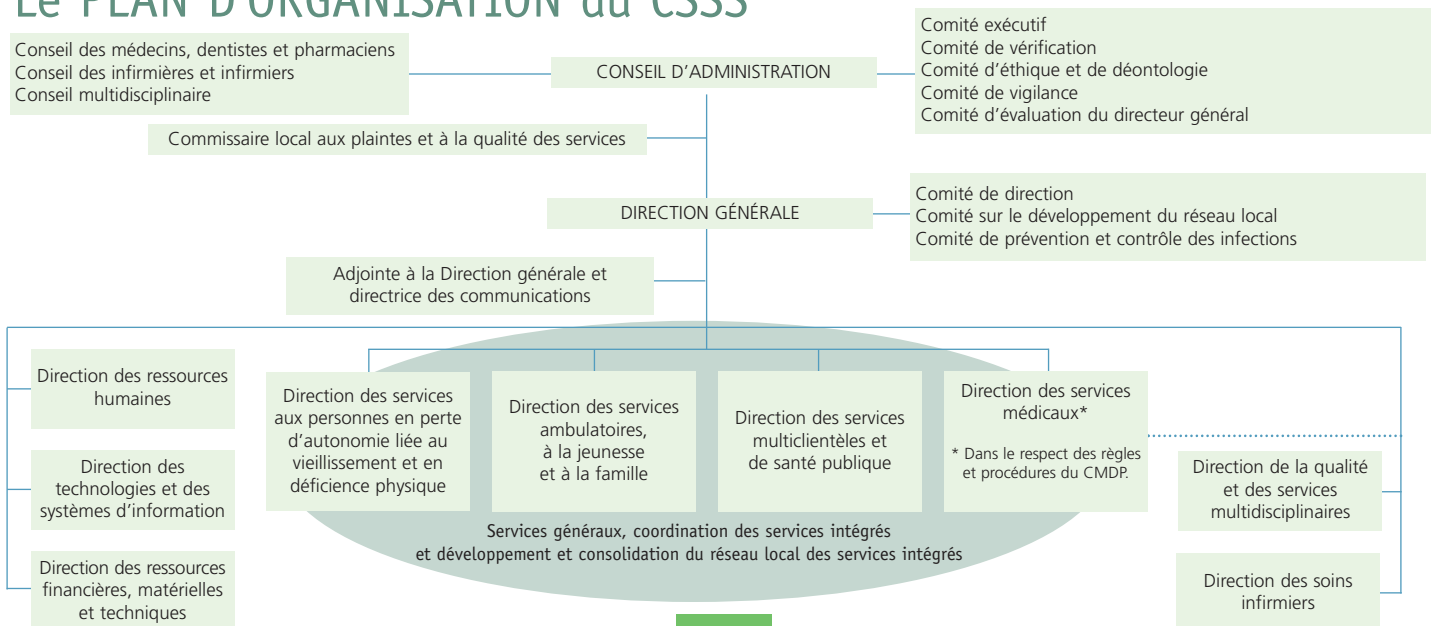 Le PLAN D'ORGANISATION du CSSS
Conseil des médecins, dentistes et pharmaciens
Conseil des infirmières et infirmiers
Conseil multidisciplinaire
CONSEIL D'ADMINISTRATION
Comité exécutif
Comité de vérification
Comité d'éthique et de déontologie
Comité de vigilance
Comité d'évaluation du directeur général
Commissaire local aux plaintes et à la qualité des services
DIRECTION GÉNÉRALE
Comité de direction
Comité sur le développement du réseau local
Comité de prévention et contrôle des infections
Adjointe à la Direction générale et
directrice des communications
Direction des ressources
humaines
Direction des
technologies et des
systèmes d'information
Direction des ressources
financières, matérielles
et techniques
Direction des services
aux personnes en perte
d'autonomie liée au
vieillissement et en
déficience physique
Direction des services
ambulatoires,
à la jeunesse
et à la famille
Direction des services
multiclientèles et
de santé publique
Direction des services
médicaux*
* Dans le respect des règles
et procédures du CMDP.
Services généraux, coordination des services intégrés
et développement et consolidation du réseau local des services intégrés
Direction de la qualité
et des services
multidisciplinaires
Direction des soins
infirmiers